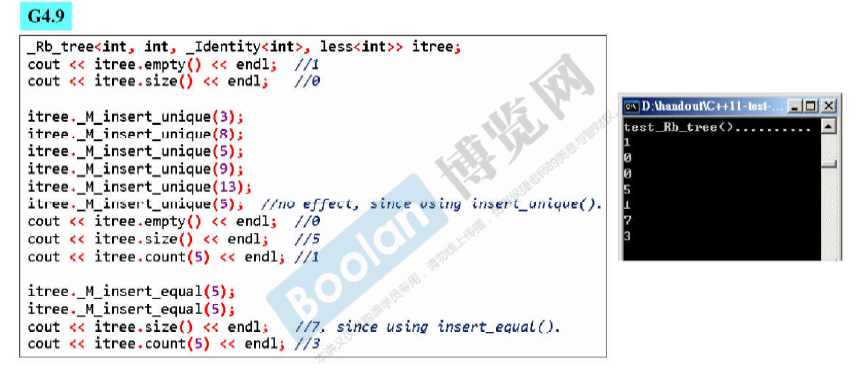 G4.9
_Rb_tree<int, int, _Identity<int>, less<int>> itree;
cout << itree.empty() << endl;  //1
cout << itree.size() << endl;   //0
itree._M_insert_unique(3);
itree._M_insert_unique(8);
itree._M_insert_unique(5);
itree._M_insert_unique(9);
itree._M_insert_unique(13);
itree._M_insert_unique(5);  //no effect, since using insert_unique().
cout << itree.empty() << endl;  //0
cout << itree.size() << endl;   //5
cout << itree.count(5) << endl; //1
itree._M_insert_equal(5);
itree._M_insert_equal(5);
cout << itree.size() << endl;   //7, since using insert_equal().
cout << itree.count(5) << endl; //3
D:\handout\C++11-test-...
test_Rb_tree()..........
1
0
0
5
1
7
3
Boolan 博览网